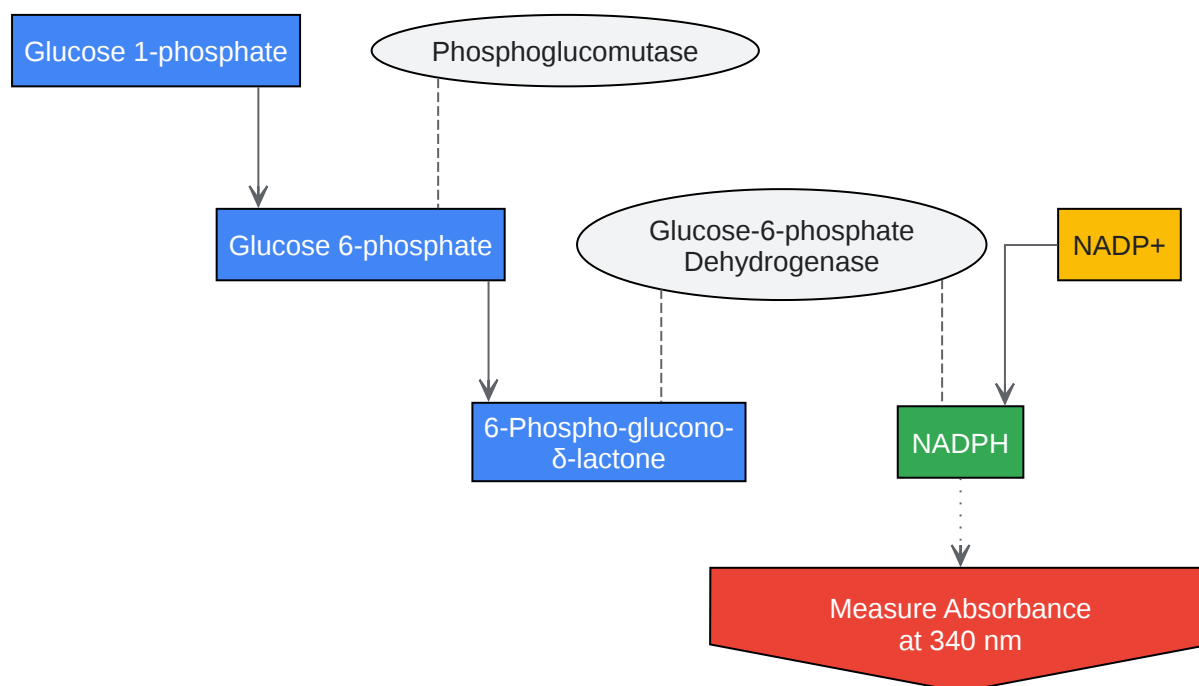 Glucose 1-phosphate
Phosphoglucomutase
Glucose 6-phosphate
Glucose-6-phosphate
Dehydrogenase
NADP+
6-Phospho-glucono-
δ-lactone
NADPH
Measure Absorbance
at 340 nm